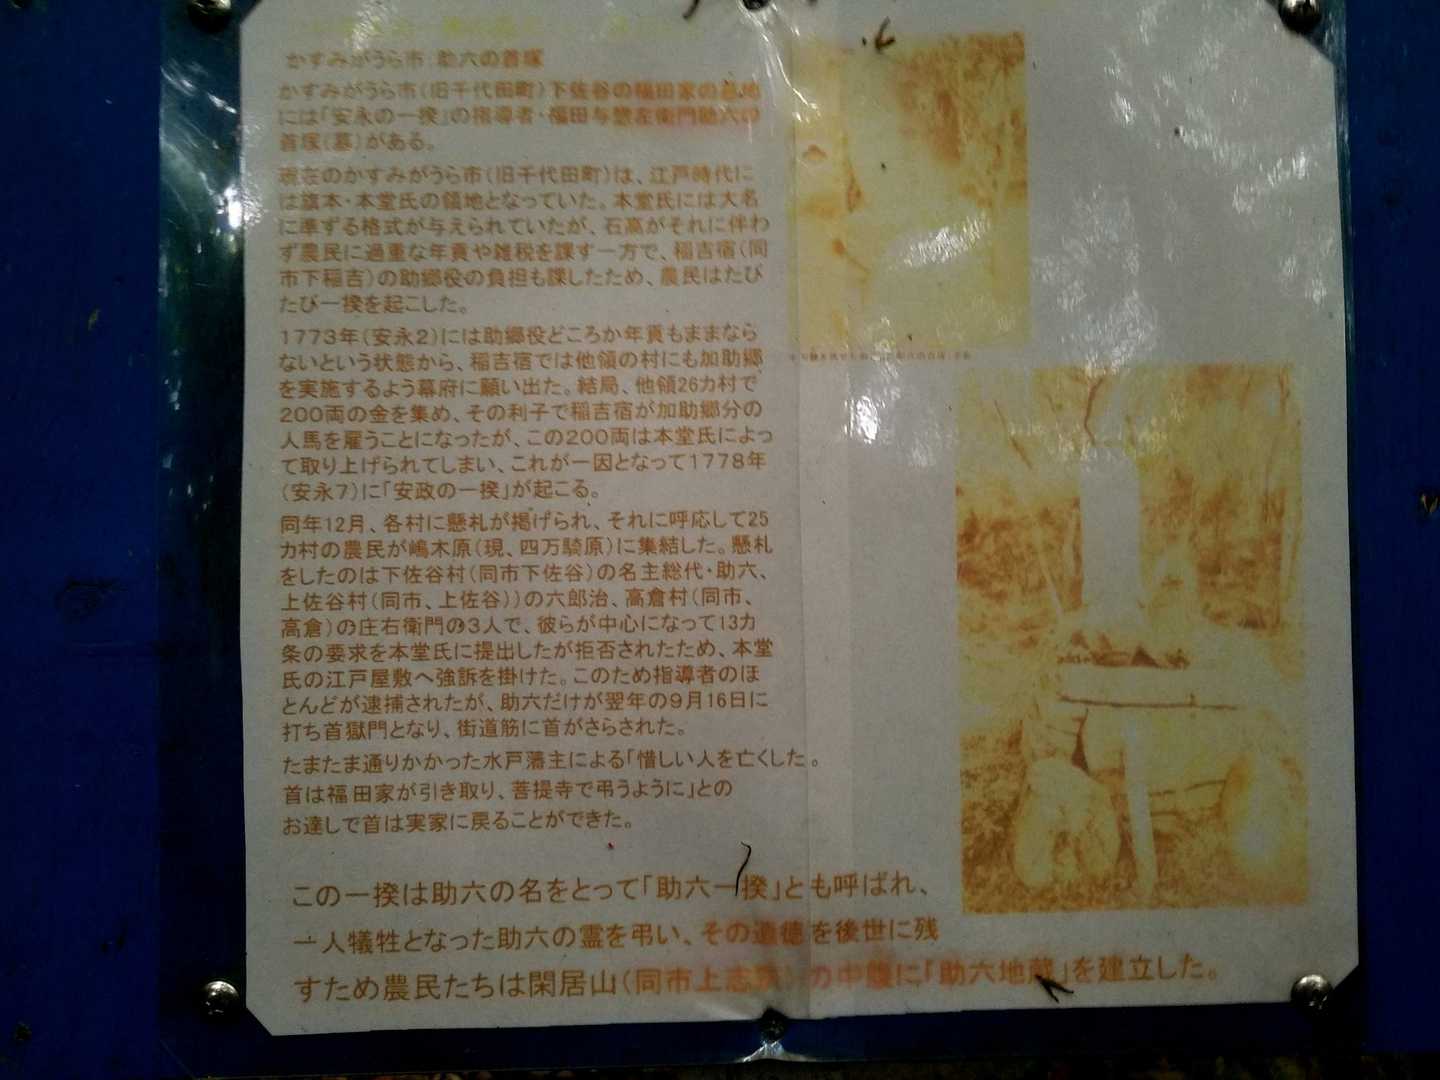 かすみがうら市:助六の首塚
かすみがうら市(旧千代田町)下佐谷の福田家の墓地
には「安永の一揆」の指導者・福田与惣左衛門助六の
首塚(墓)がある。
現在のかすみがうら市(旧千代田町)は、江戸時代に
は旗本・本堂氏の領地となっていた。本堂氏には大名
に準ずる格式が与えられていたが、石高がそれに伴わ
ず農民に過重な年貢や雑税を課す一方で、稲吉宿(同
市下稲吉)の助郷役の負担も課したため、農民はたび
たび一揆を起こした。
1773年(安永2)には助郷役どころか年貢もままなら
ないという状態から、稲吉宿では他領の村にも加助郷
を実施するよう幕府に願い出た。結局、他領26カ村で
200両の金を集め、その利子で稲吉宿が加助郷分の
人馬を雇うことになったが、この200両は本堂氏によっ
て取り上げられてしまい、これが一因となって1778年
(安永7)に「安政の一揆」が起こる。
同年12月、各村に懸札が掲げられ、それに呼応して25
カ村の農民が嶋木原(現、四万騎原)に集結した。懸札
をしたのは下佐谷村(同市下佐谷)の名主総代・助六、
上佐谷村(同市、上佐谷))の六郎治、高倉村(同市、
高倉)の庄右衛門の3人で、彼らが中心になって13カ
条の要求を本堂氏に提出したが拒否されたため、本堂
氏の江戸屋敷へ強訴を掛けた。このため指導者のほ
とんどが逮捕されたが、助六だけが翌年の9月16日に
打ち首獄門となり、街道筋に首がさらされた。
たまたま通りかかった水戸藩主による「惜しい人を亡くした。
首は福田家が引き取り、菩提寺で弔うように」との
お達しで首は実家に戻ることができた。
この一揆は助六の名をとって「助六一揆」とも呼ばれ、
一人犠牲となった助六の霊を弔い、その道徳を後世に残
すため農民たちは閑居山(同市上志筑)の中腹に「助六地蔵」を建立した。